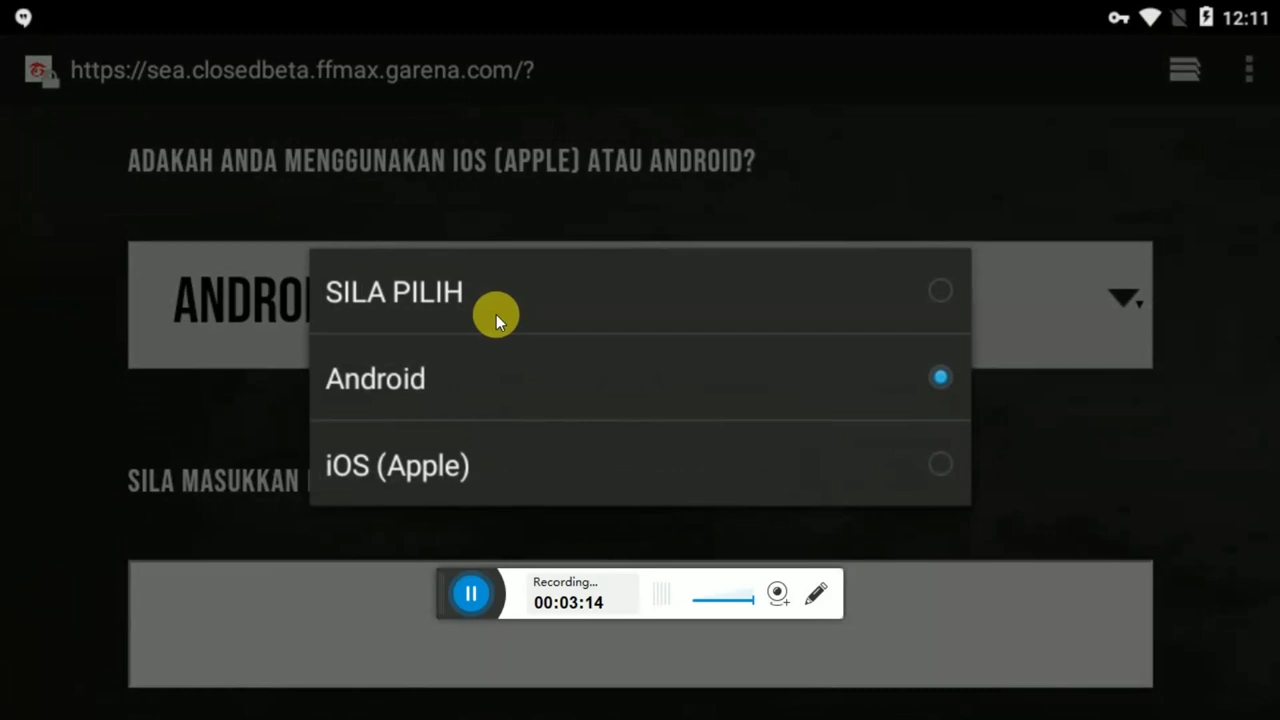 12:11
https://sea.closedbeta.ffmax.garena.com/?
ADAKAH ANDA MENGGUNAKAN IOS (APPLE) ATAU ANDROID?
ANDROI
SILA PILIH
Android
iOS (Apple)
SILA MASUKKAN
Recording...
00:03:14